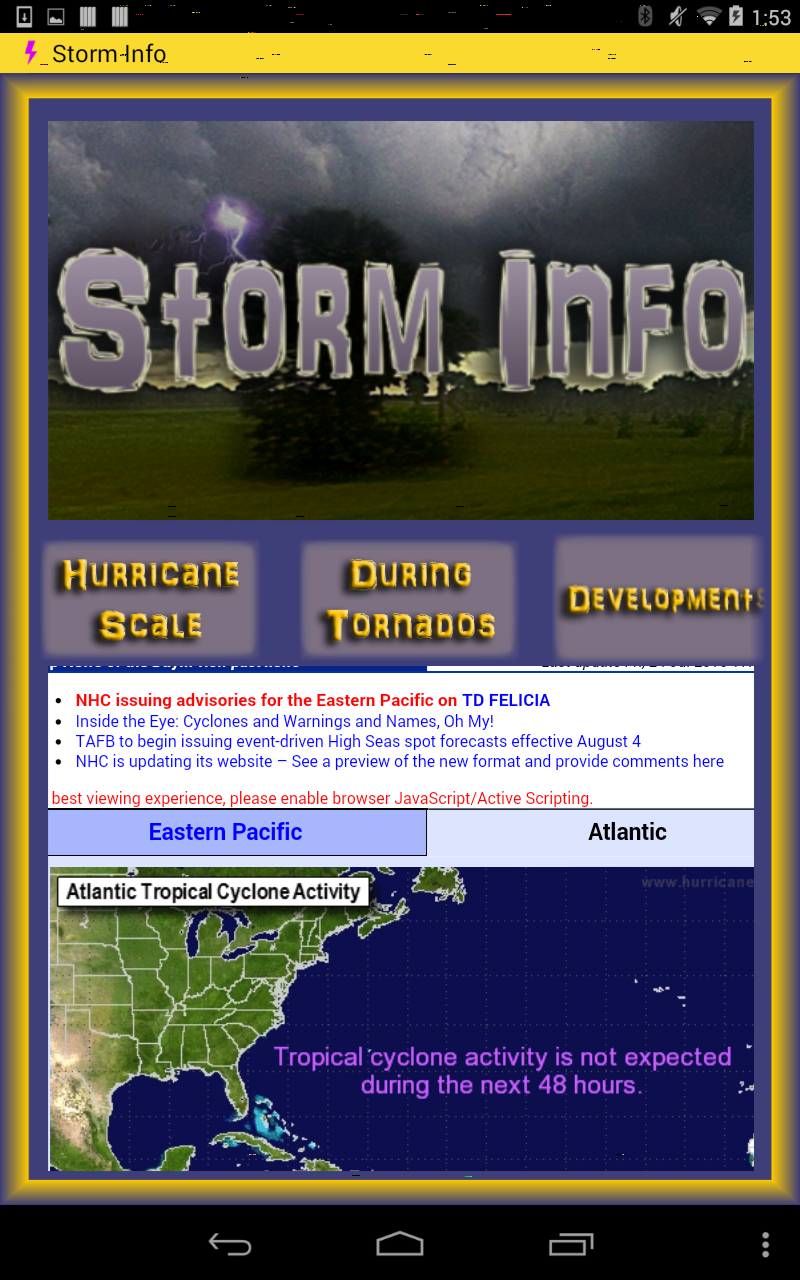 1:53
Storm-Info
STORM INFO
HURRICANE
SCALE
DURING
TORNADOS
DEVELOPMENTS
NHC issuing advisories for the Eastern Pacific on TD FELICIA
Inside the Eye: Cyclones and Warnings and Names, Oh My!
TAFB to begin issuing event-driven High Seas spot forecasts effective August 4
NHC is updating its website – See a preview of the new format and provide comments here
best viewing experience, please enable browser JavaScript/Active Scripting.
Eastern Pacific
Atlantic
Atlantic Tropical Cyclone Activity
www.hurricane
Tropical cyclone activity is not expected
during the next 48 hours.